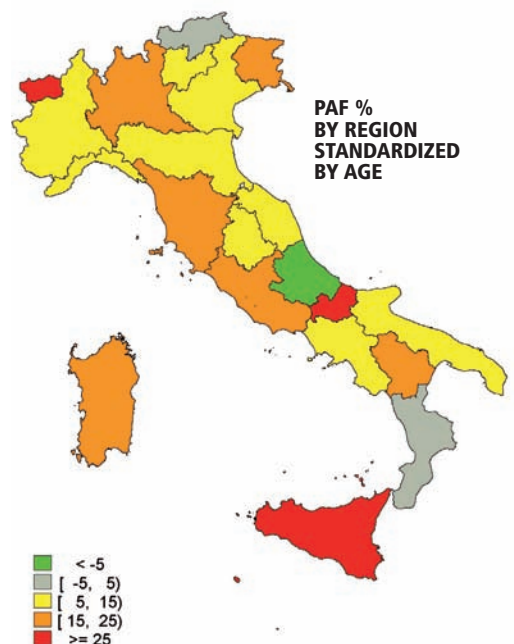 PAF %
BY REGION
STANDARDIZED
BY AGE
< -5
[ -5, 5)
[ 5, 15)
[ 15, 25)
>= 25